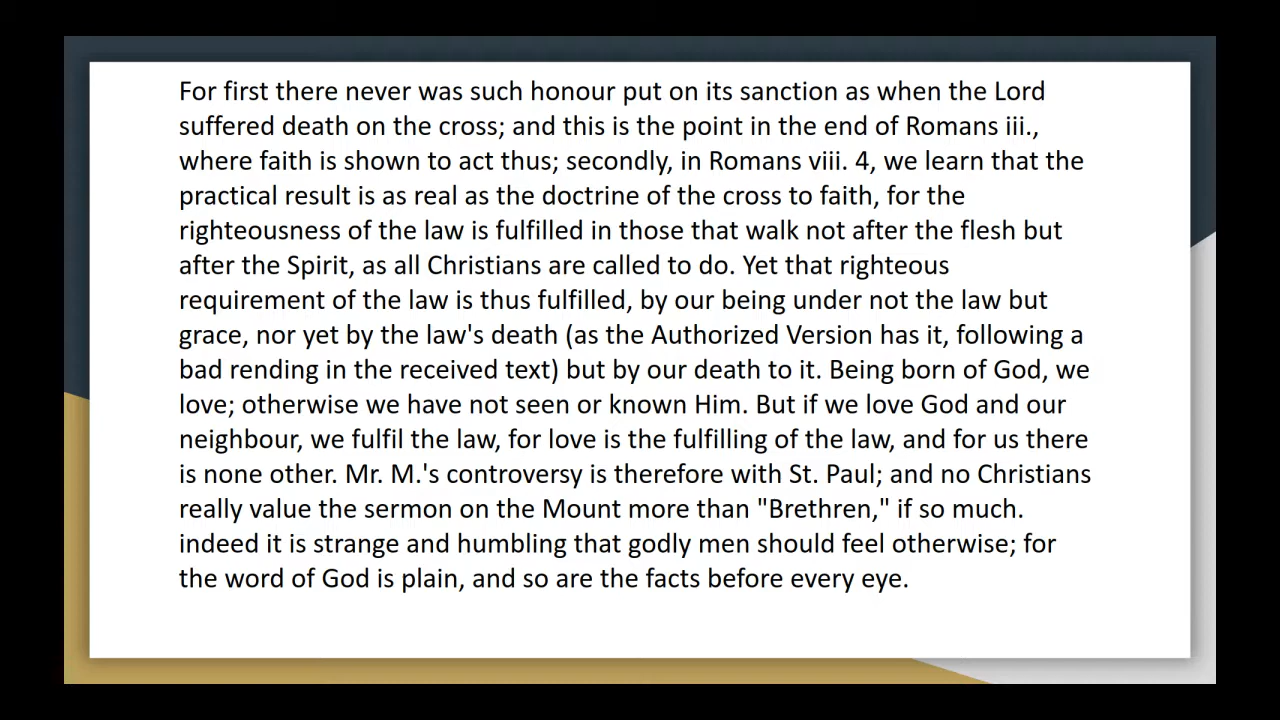 For first there never was such honour put on its sanction as when the Lord
suffered death on the cross; and this is the point in the end of Romans iii.,
where faith is shown to act thus; secondly, in Romans viii. 4, we learn that the
practical result is as real as the doctrine of the cross to faith, for the
righteousness of the law is fulfilled in those that walk not after the flesh but
after the Spirit, as all Christians are called to do. Yet that righteous
requirement of the law is thus fulfilled, by our being under not the law but
grace, nor yet by the law's death (as the Authorized Version has it, following a
bad rending in the received text) but by our death to it. Being born of God, we
love; otherwise we have not seen or known Him. But if we love God and our
neighbour, we fulfil the law, for love is the fulfilling of the law, and for us there
is none other. Mr. M.'s controversy is therefore with St. Paul; and no Christians
really value the sermon on the Mount more than "Brethren," if so much.
indeed it is strange and humbling that godly men should feel otherwise; for
the word of God is plain, and so are the facts before every eye.